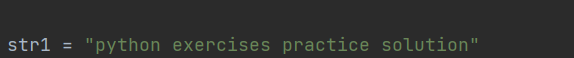 str1 = "python exercises practice solution"